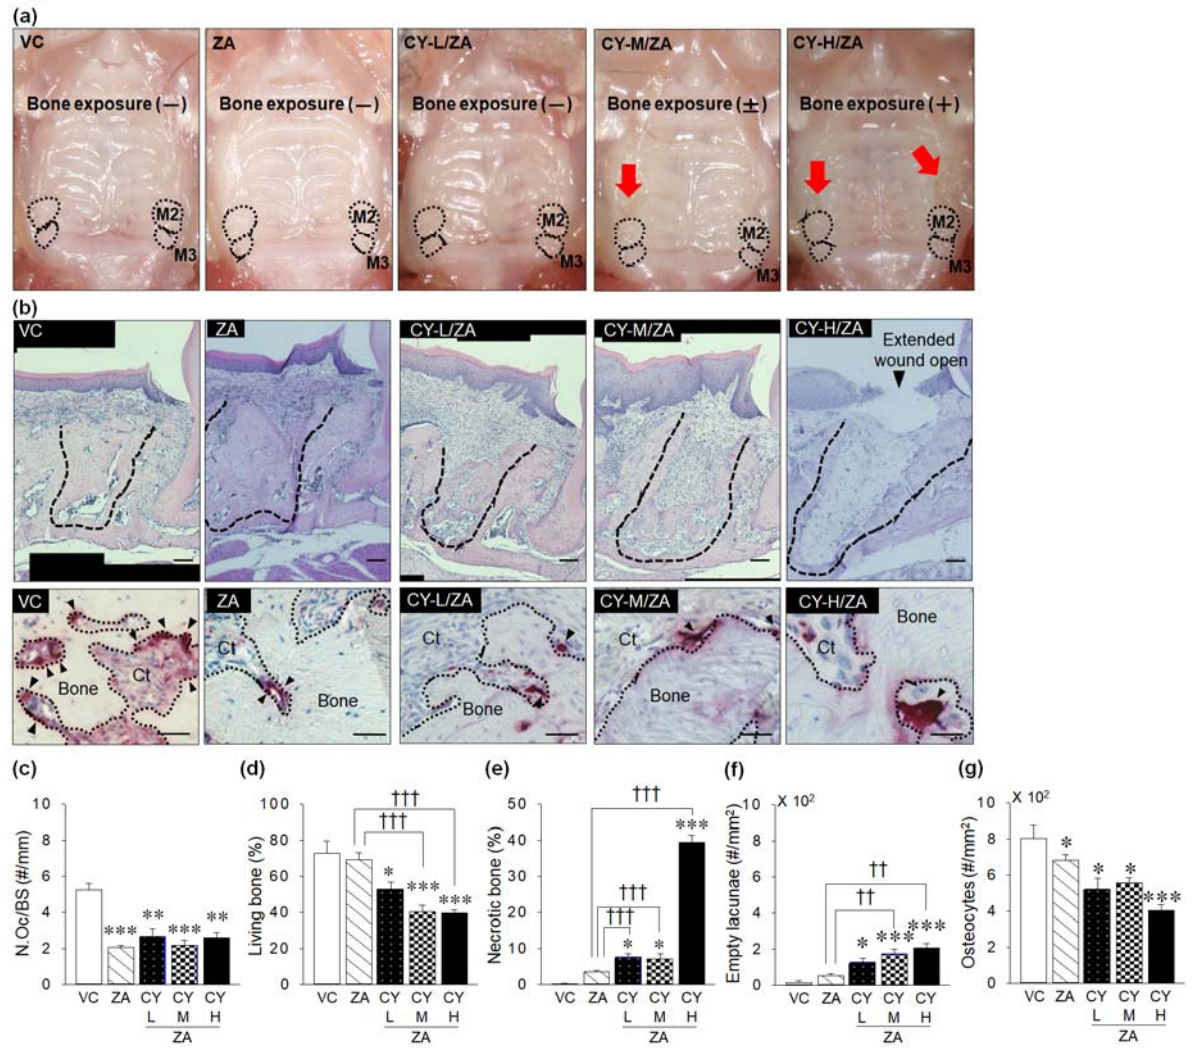 (a)
VC ZA CY-L/ZA CY-M/ZA CY-H/ZA
Bone exposure (—) Bone exposure (—) Bone exposure (—) Bone exposure (±) Bone exposure (+)
M2 M2 M2 M2 M2
M3 M3 M3 M3 M3
(b)
VC ZA CY-L/ZA CY-M/ZA CY-H/ZA
Extended
wound open
VC ZA CY-L/ZA CY-M/ZA CY-H/ZA
Bone Ct
Ct Bone
Ct Bone
Ct Bone
Ct Bone
(c)
N.Oc/BS (#/mm)
10
8
6
4
2
0
*** ** *** **
VC ZA CY CY CY
L M H
ZA
(d)
Living bone (%)
100
80
60
40
20
0
†††
†††
* *** ***
VC ZA CY CY CY
L M H
ZA
(e)
Necrotic bone (%)
50
40
30
20
10
0
†††
***
†††
†††
* *
VC ZA CY CY CY
L M H
ZA
(f)
X 10²
Empty lacunae (#/mm²)
10
8
6
4
2
0
††
††
* *** ***
VC ZA CY CY CY
L M H
ZA
(g)
X 10²
Osteocytes (#/mm²)
10
8
6
4
2
0
* * * ***
VC ZA CY CY CY
L M H
ZA